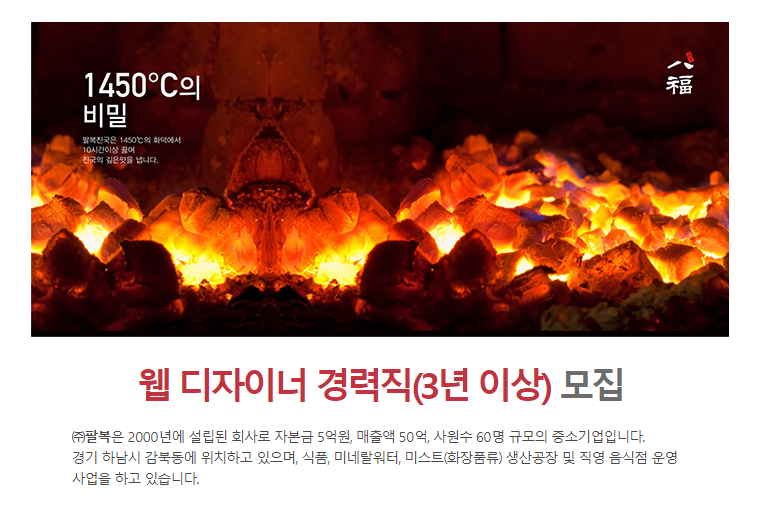 1450°C의
비밀
팔복진국은 1450℃의 화덕에서
10시간이상 끓여
진국의 깊은맛을 냅니다.
八
福
웹 디자이너 경력직(3년 이상) 모집
㈜팔복은 2000년에 설립된 회사로 자본금 5억원, 매출액 50억, 사원수 60명 규모의 중소기업입니다.
경기 하남시 감북동에 위치하고 있으며, 식품, 미네랄워터, 미스트(화장품류) 생산공장 및 직영 음식점 운영
사업을 하고 있습니다.